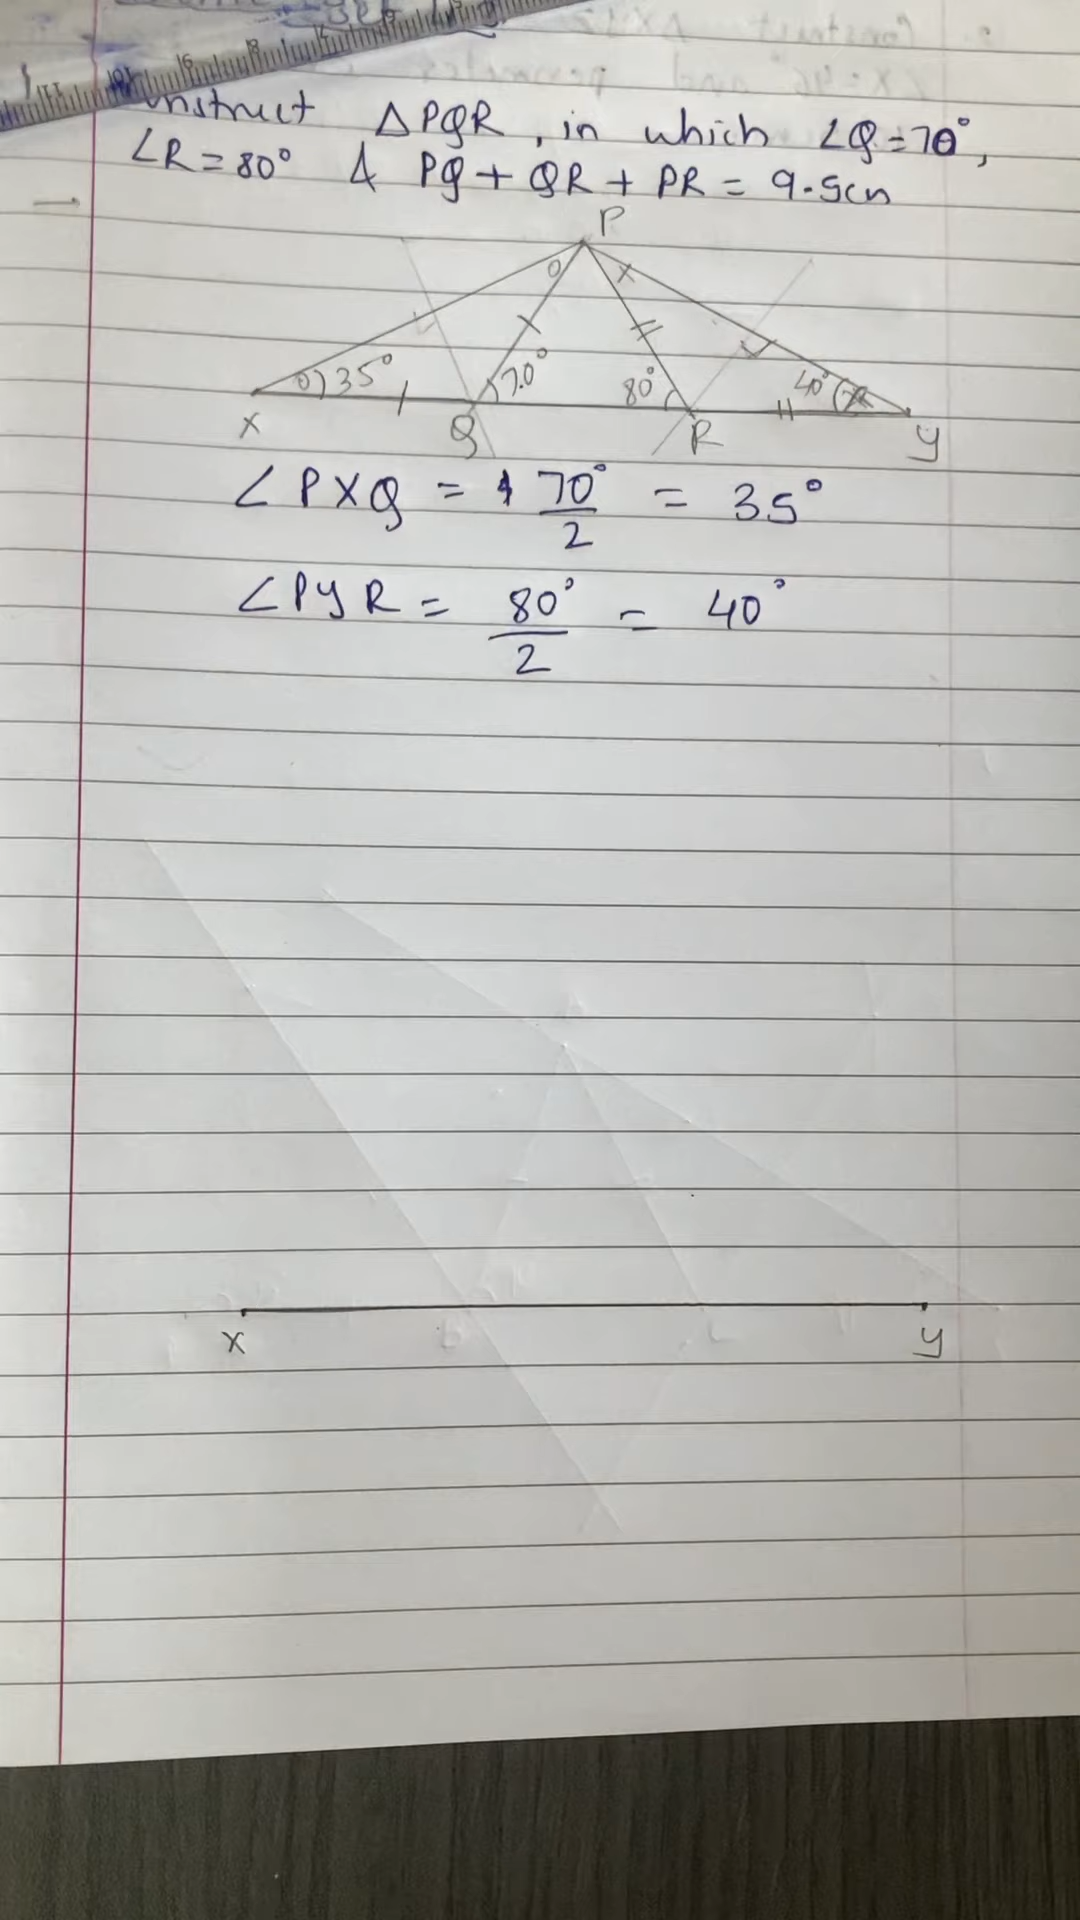 nstruct △PQR, in which ∠Q=70°,
∠R=80° & PQ+QR+PR=9.5cm
P
O X
O 35° 70° 80° 40° x
X Q R y
∠PXQ = 70°/2 = 35°
∠PYR = 80°/2 = 40°
X y